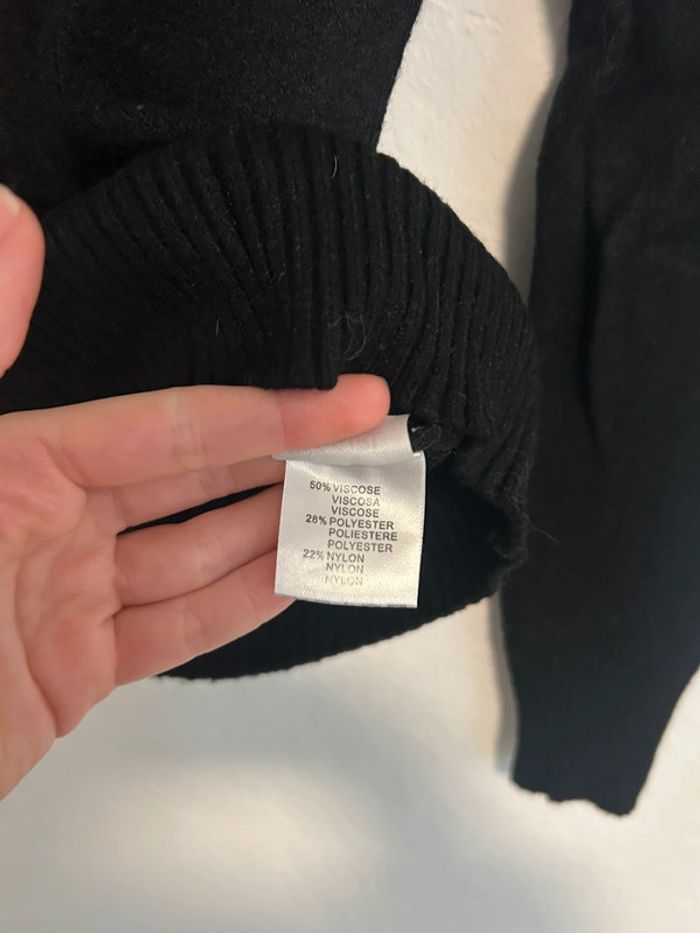 50% VISCOSE
VISCOSA
VISCOSE
28% POLYESTER
POLIESTERE
POLYESTER
22% NYLON
NYLON
NYLON